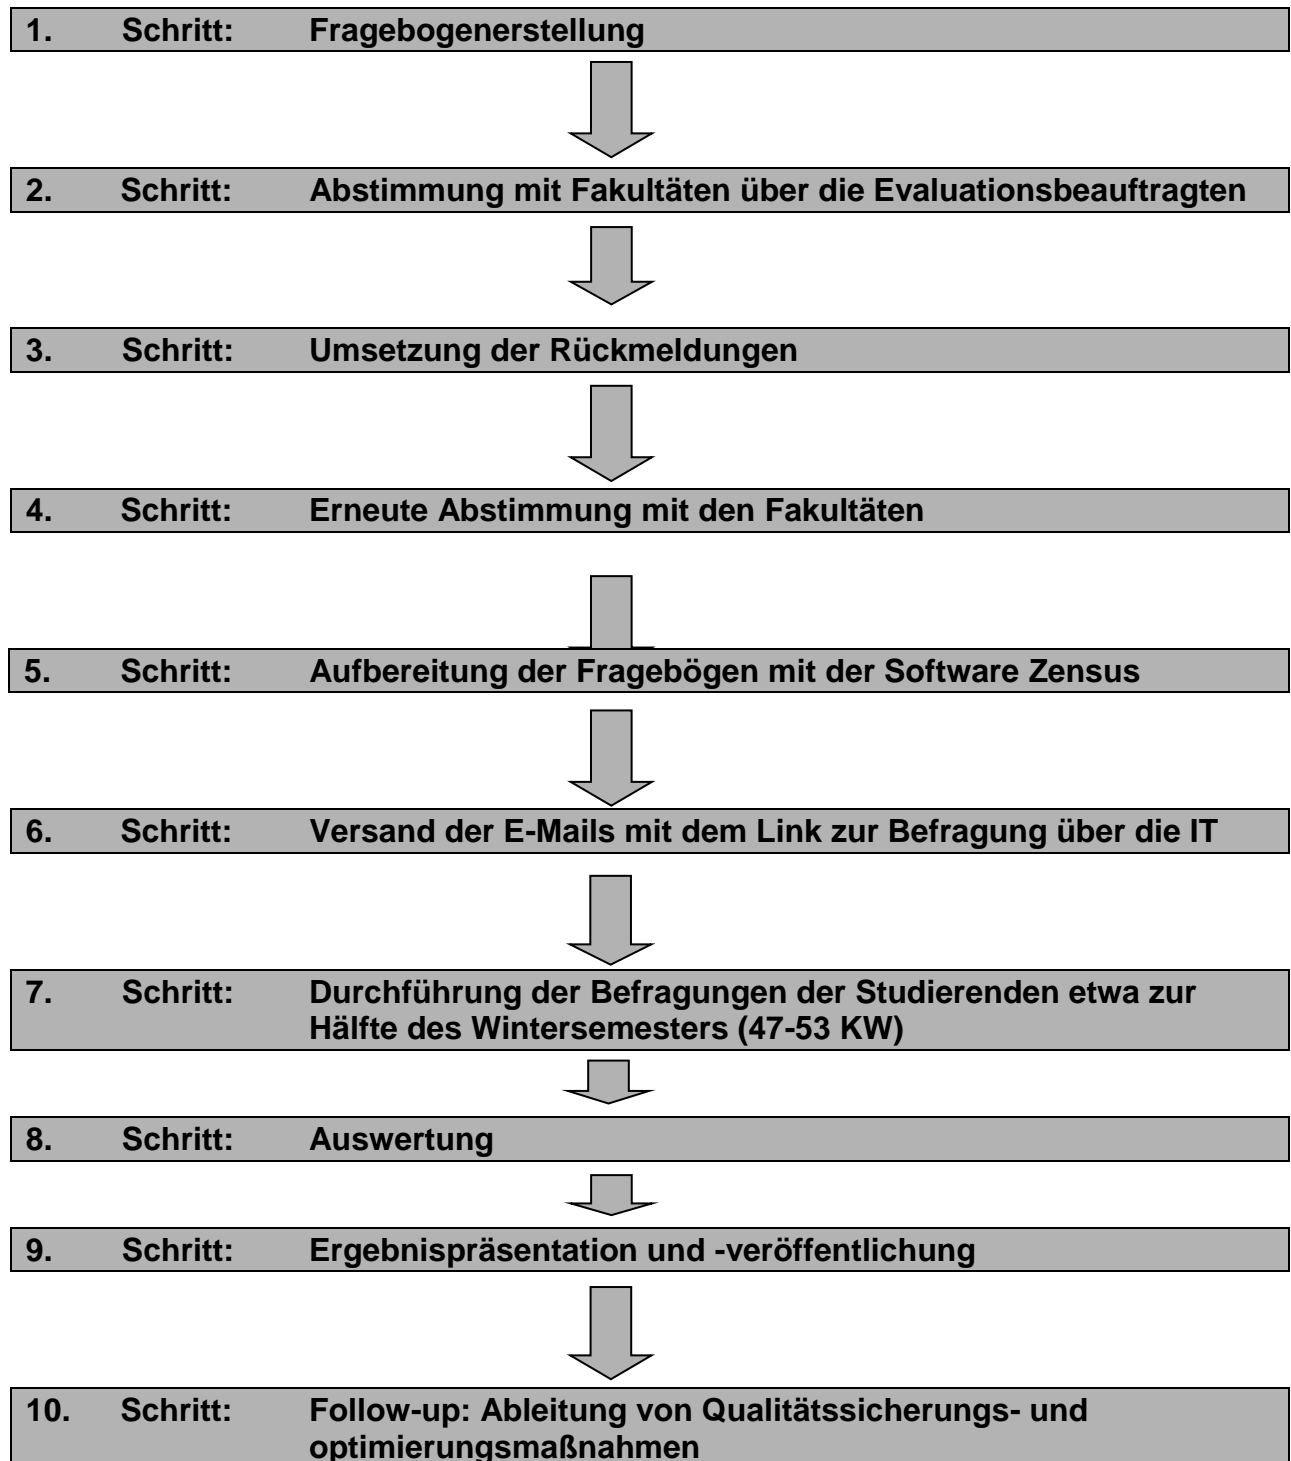 1. Schritt: Fragebogenerstellung
2. Schritt: Abstimmung mit Fakultäten über die Evaluationsbeauftragten
3. Schritt: Umsetzung der Rückmeldungen
4. Schritt: Erneute Abstimmung mit den Fakultäten
5. Schritt: Aufbereitung der Fragebögen mit der Software Zensus
6. Schritt: Versand der E-Mails mit dem Link zur Befragung über die IT
7. Schritt: Durchführung der Befragungen der Studierenden etwa zur
Hälfte des Wintersemesters (47-53 KW)
8. Schritt: Auswertung
9. Schritt: Ergebnispräsentation und -veröffentlichung
10. Schritt: Follow-up: Ableitung von Qualitätssicherungs- und
optimierungsmaßnahmen